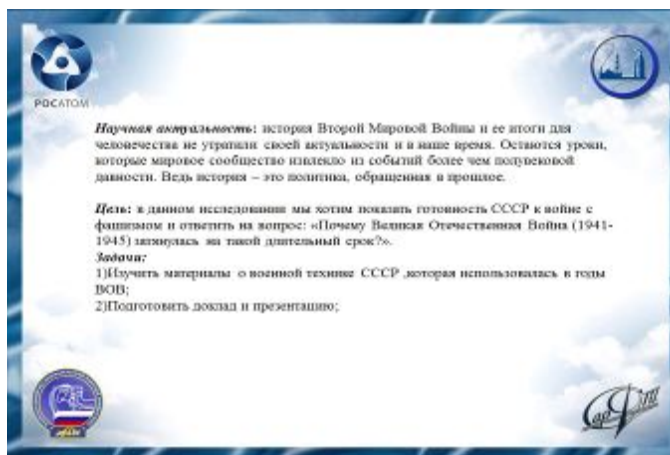 РОСАТОМ
Научная актуальность: история Второй Мировой Войны и ее итоги для
человечества не утратили своей актуальности и в наше время. Остаются уроки,
которые мировое сообщество извлекло из событий более чем полувековой
давности. Ведь история – это политика, обращенная в прошлое.
Цель: в данном исследовании мы хотим показать готовность СССР к войне с
фашизмом и ответить на вопрос: «Почему Великая Отечественная Война (1941-
1945) затянулась на такой длительный срок?».
Задачи:
1)Изучить материалы о военной технике СССР ,которая использовалась в годы
ВОВ;
2)Подготовить доклад и презентацию;